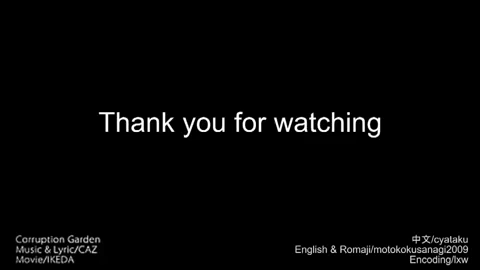 Thank you for watching
Corruption Garden
Music & Lyric/CAZ
Movie/IKEDA
中文/cyataku
English & Romaji/motokokusanagi2009
Encoding/lxw